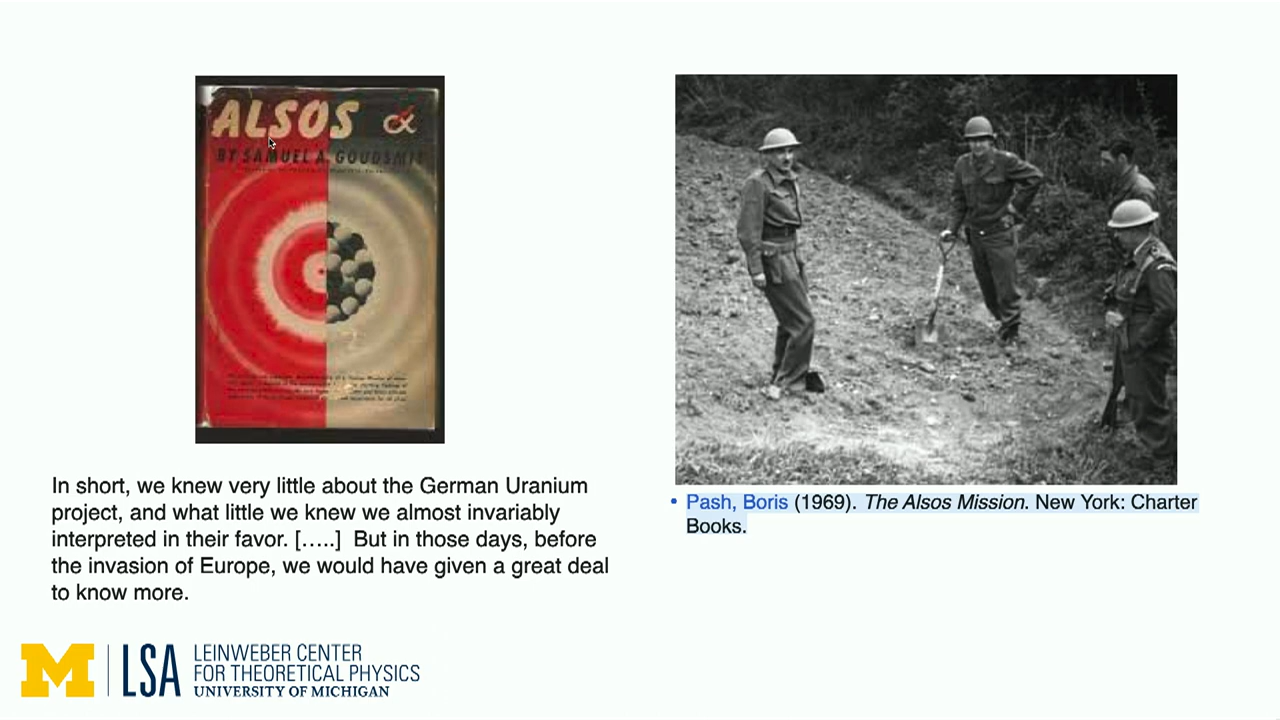 ALSOS
BY SAMUEL A. GOUDSMIT
In short, we knew very little about the German Uranium
project, and what little we knew we almost invariably
interpreted in their favor. [.....]  But in those days, before
the invasion of Europe, we would have given a great deal
to know more.
• Pash, Boris (1969). The Alsos Mission. New York: Charter
Books.
M
LSA
LEINWEBER CENTER
FOR THEORETICAL PHYSICS
UNIVERSITY OF MICHIGAN